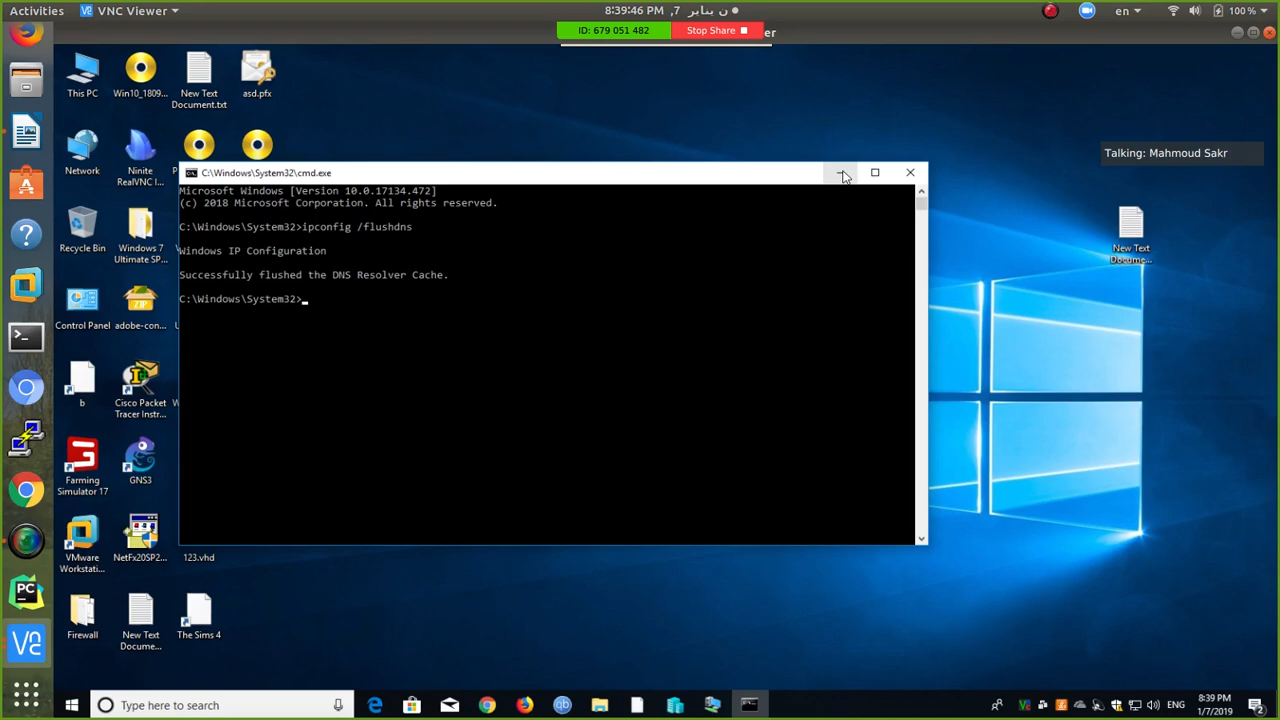 Activities
VNC Viewer
ن يناير 7, 8:39:46 PM
en
100 %
ID: 679 051 482
Stop Share
er
This PC
Win10_1809...
New Text Document.txt
asd.pfx
Talking: Mahmoud Sakr
Network
Ninite RealVNC I...
C:\Windows\System32\cmd.exe
Microsoft Windows [Version 10.0.17134.472]
(c) 2018 Microsoft Corporation. All rights reserved.
C:\Windows\System32>ipconfig /flushdns
Windows IP Configuration
Successfully flushed the DNS Resolver Cache.
C:\Windows\System32>
Recycle Bin
Windows 7 Ultimate SP...
New Text Docume...
Control Panel
adobe-con...
b
Cisco Packet Tracer Instr...
Farming Simulator 17
GNS3
VMware Workstati...
NetFx20SP2...
123.vhd
Firewall
New Text Docume...
The Sims 4
Type here to search
ENG
8:39 PM
1/7/2019
2